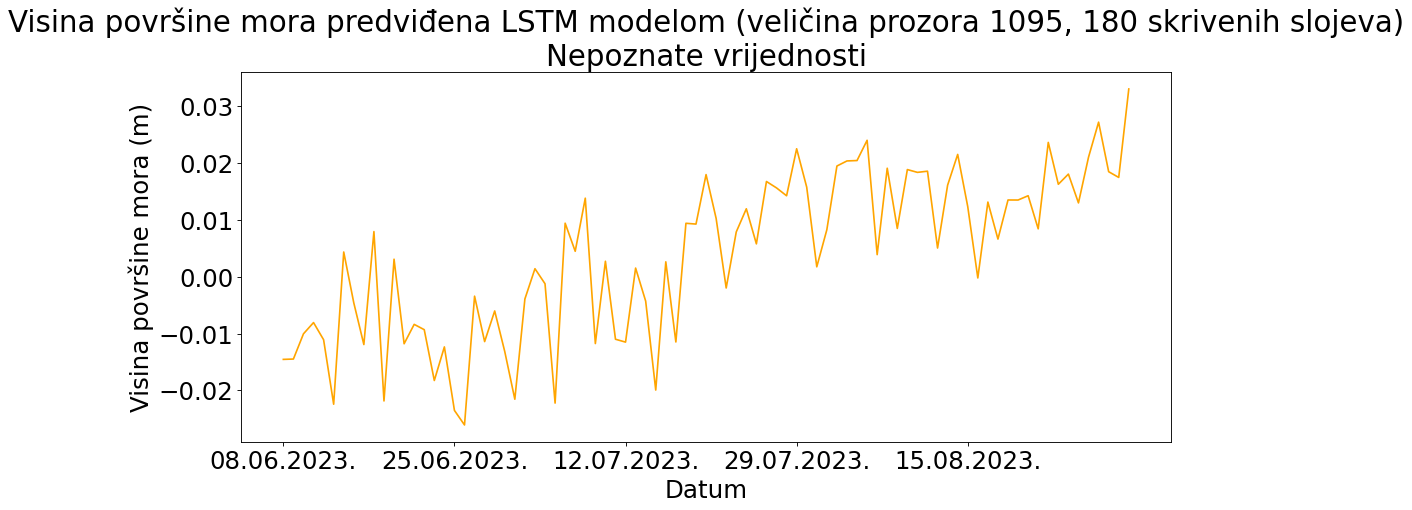 Visina površine mora predviđena LSTM modelom (veličina prozora 1095, 180 skrivenih slojeva)
Nepoznate vrijednosti
Visina površine mora (m)
0.03
0.02
0.01
0.00
−0.01
−0.02
08.06.2023. 25.06.2023. 12.07.2023. 29.07.2023. 15.08.2023.
Datum